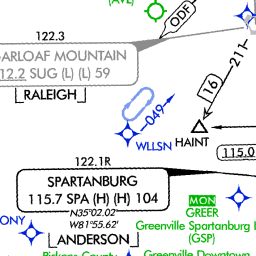 (AVL)
ODF
122.3
ARLOAF MOUNTAIN
12.2 SUG (L) (L) 59
RALEIGH
211
16
049
WLLSN
HAINT
115.0
122.1R
SPARTANBURG
115.7 SPA (H) (H) 104
N35°02.02'
W81°55.62'
ANDERSON
ONY
MON
GREER
Greenville Spartanburg I
(GSP)
Greenville Downtown